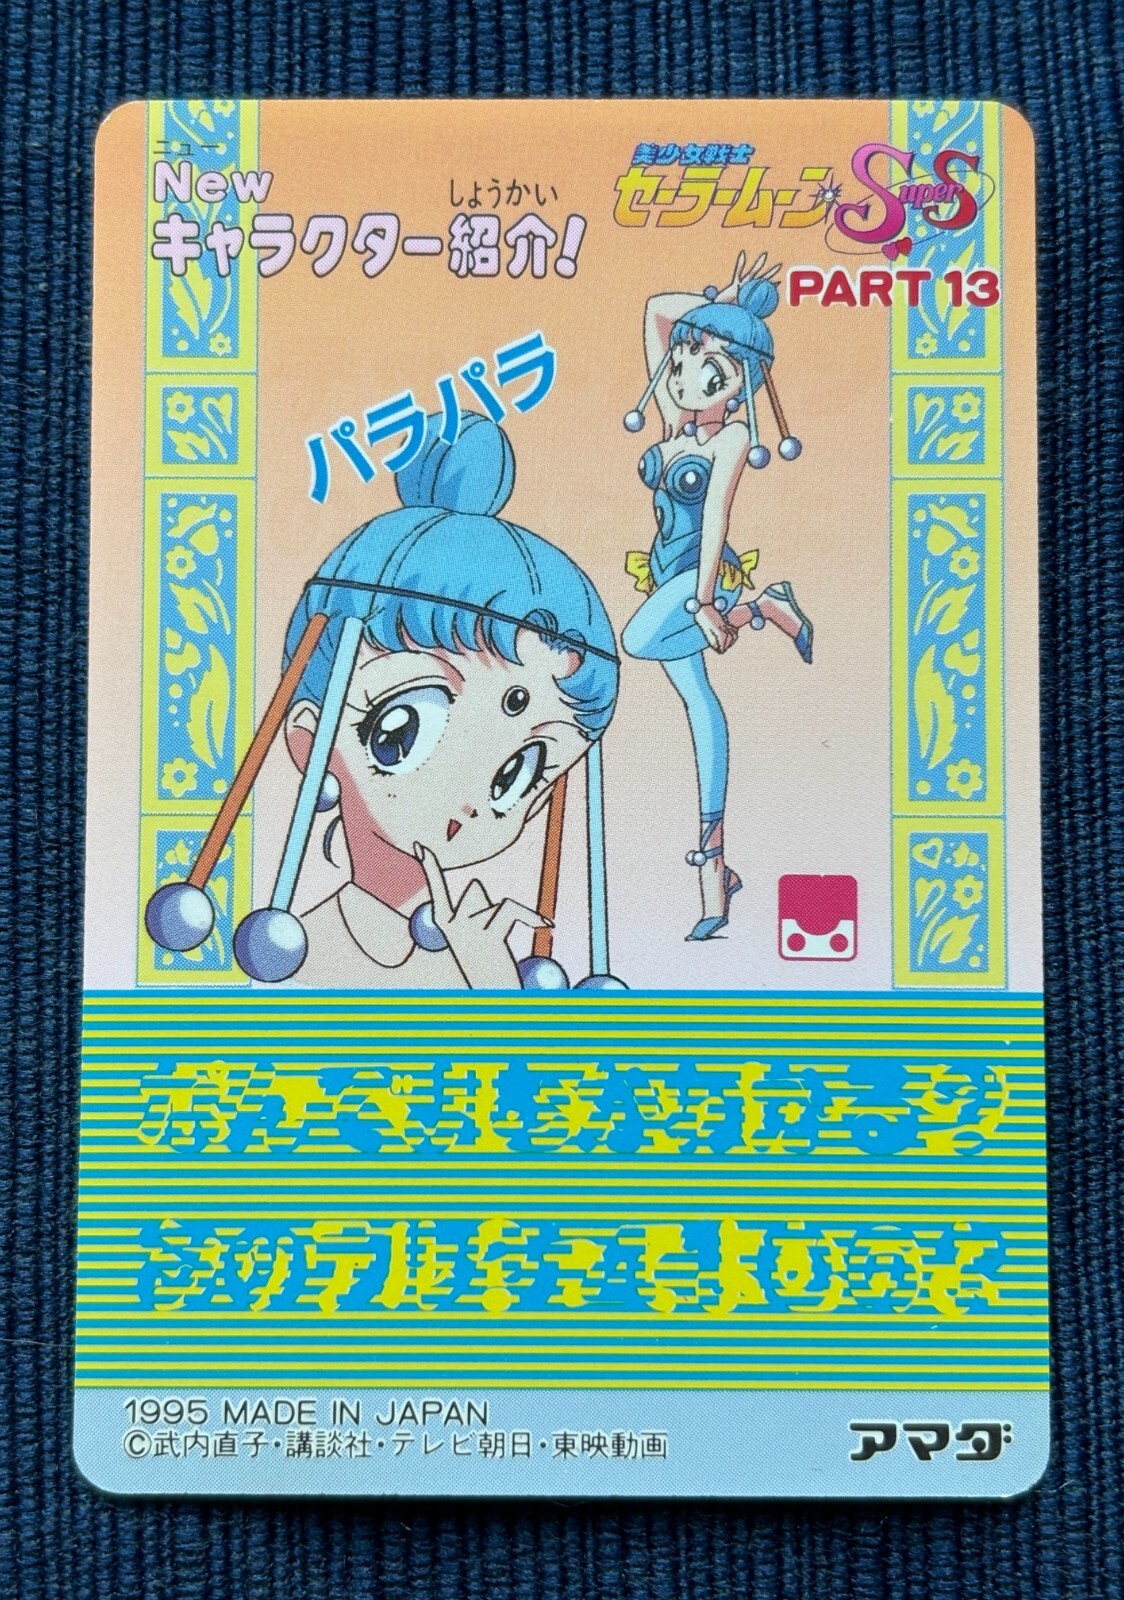 ニュー
New
しょうかい
キャラクター紹介!
美少女戦士
セーラームーン SuperS
PART 13
パラパラ
1995 MADE IN JAPAN
©武内直子・講談社・テレビ朝日・東映動画
アマダ